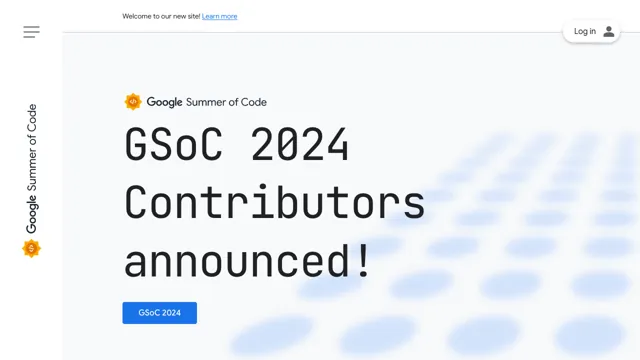 Welcome to our new site! Learn more
Log in
Google Summer of Code
Google Summer of Code
GSoC 2024
Contributors
announced!
GSoC 2024